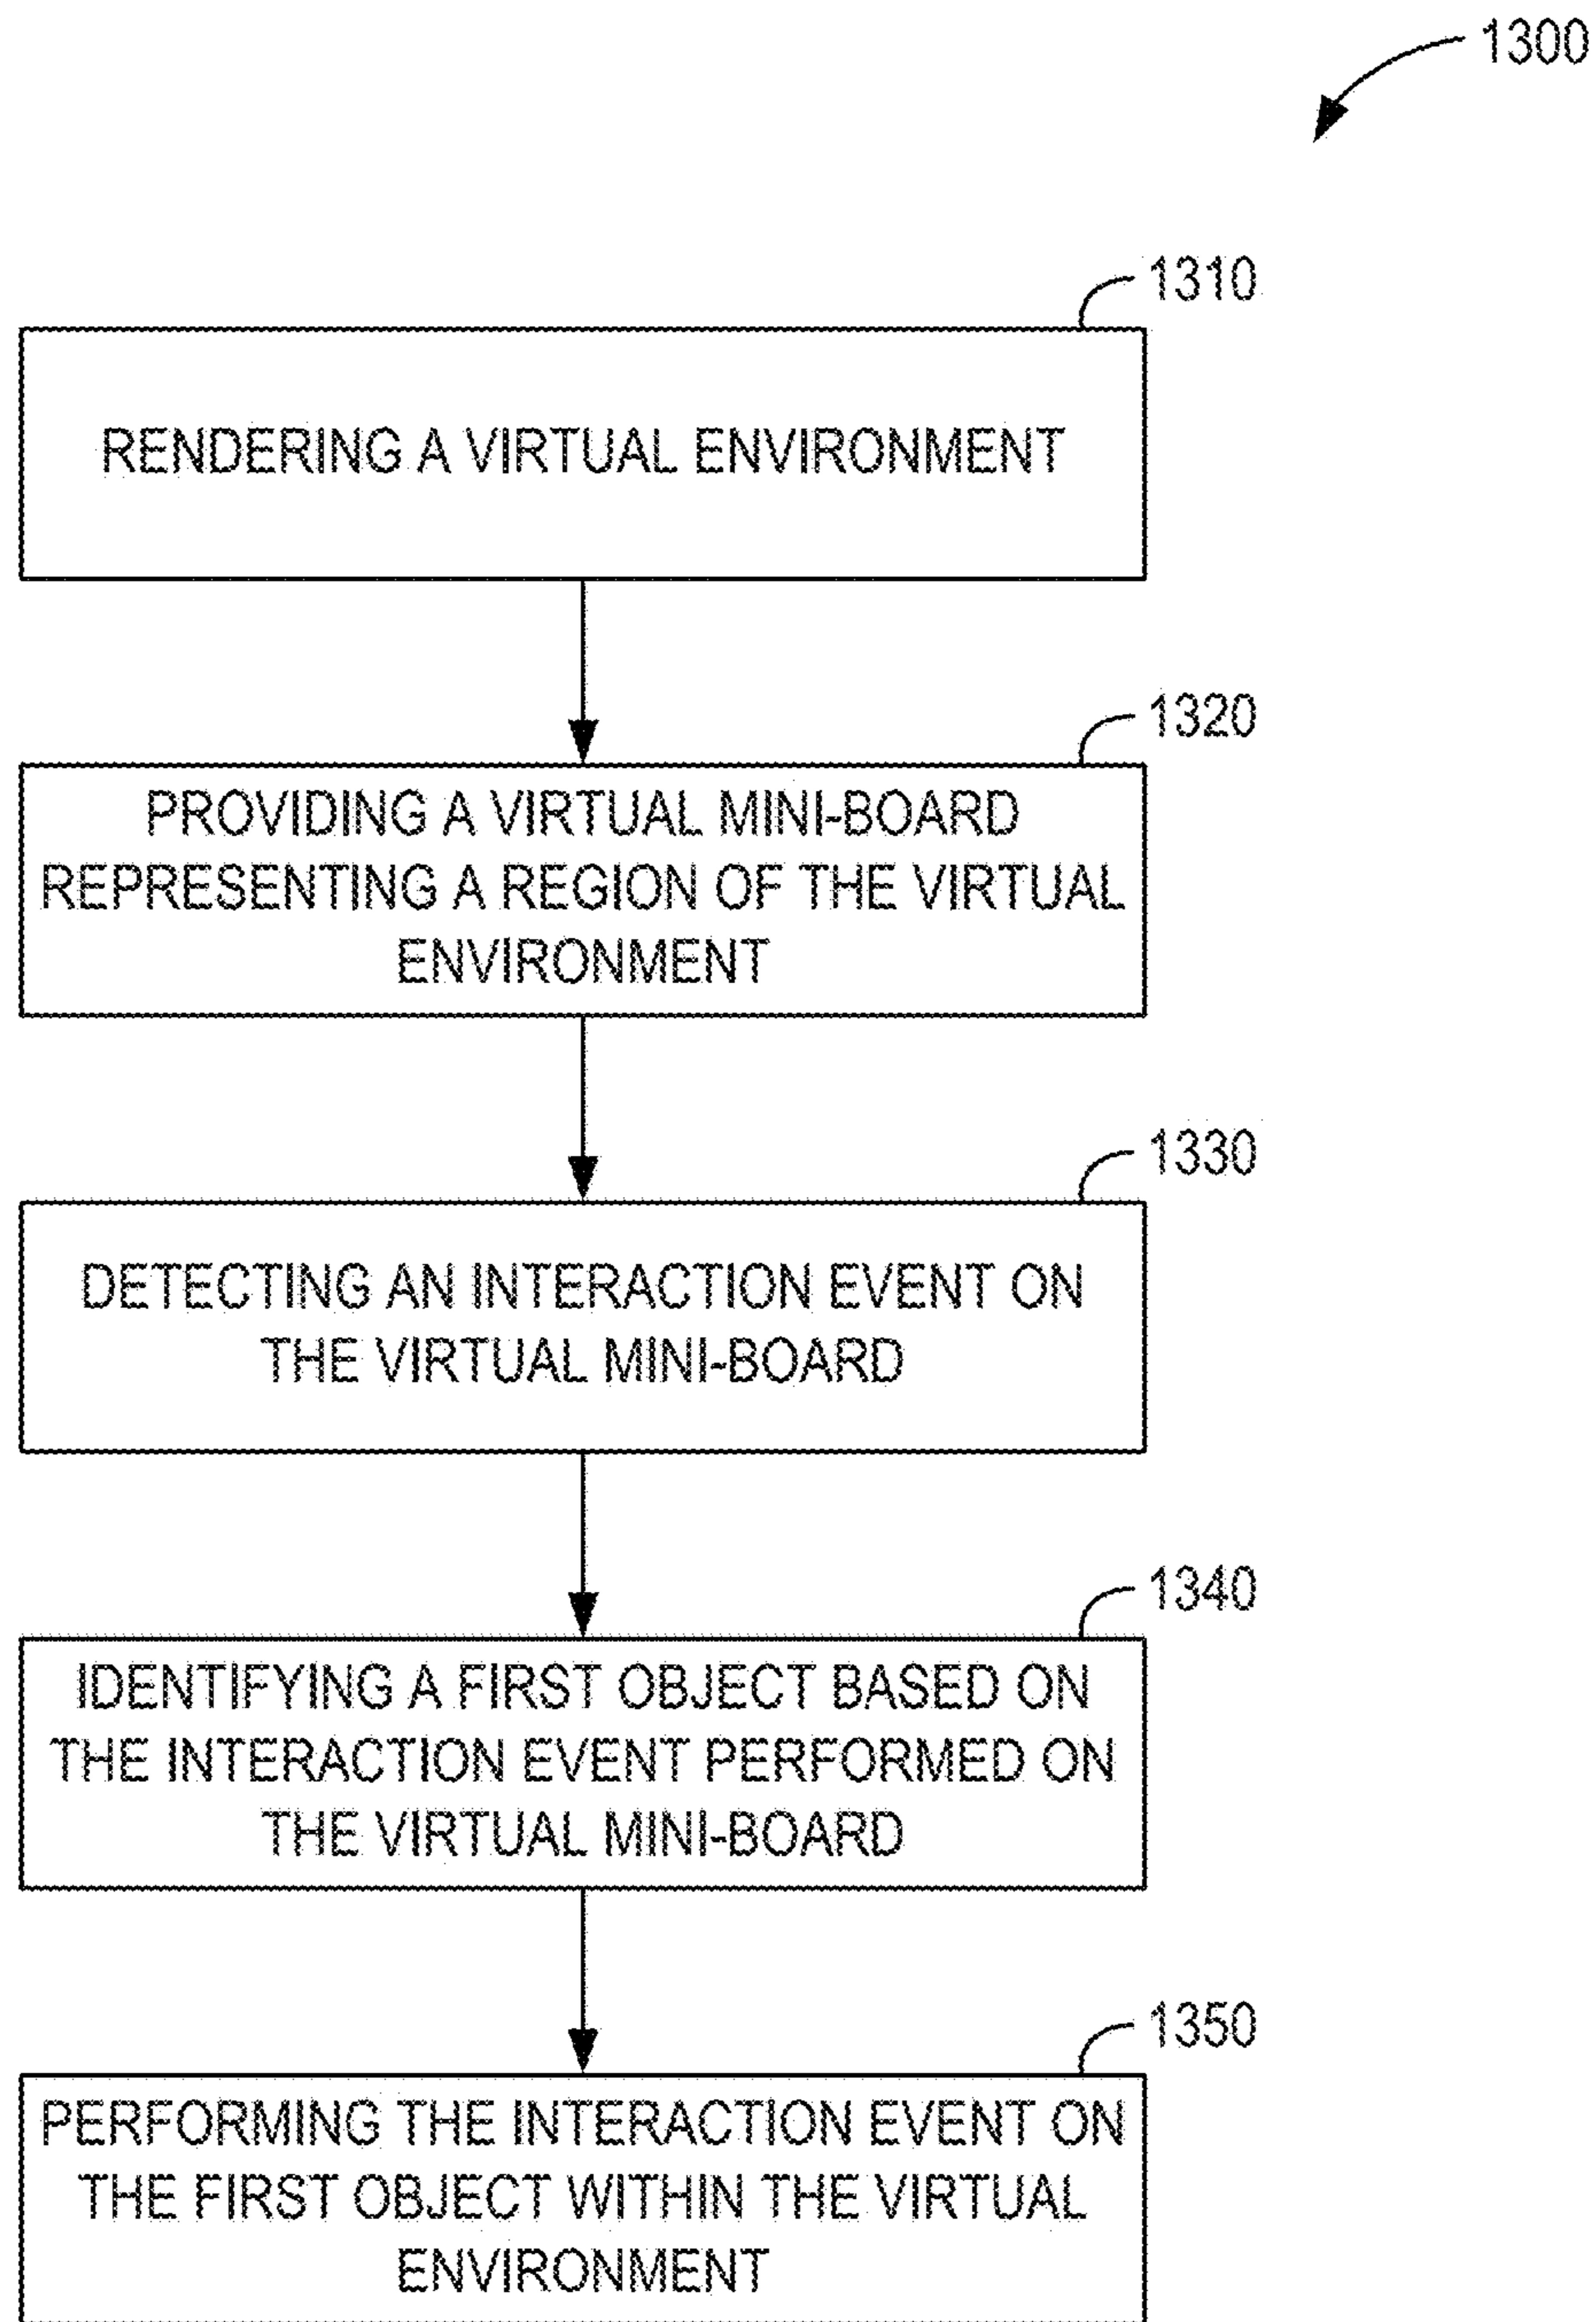 1300
1310
RENDERING A VIRTUAL ENVIRONMENT
1320
PROVIDING A VIRTUAL MINI-BOARD
REPRESENTING A REGION OF THE VIRTUAL
ENVIRONMENT
1330
DETECTING AN INTERACTION EVENT ON
THE VIRTUAL MINI-BOARD
1340
IDENTIFYING A FIRST OBJECT BASED ON
THE INTERACTION EVENT PERFORMED ON
THE VIRTUAL MINI-BOARD
1350
PERFORMING THE INTERACTION EVENT ON
THE FIRST OBJECT WITHIN THE VIRTUAL
ENVIRONMENT